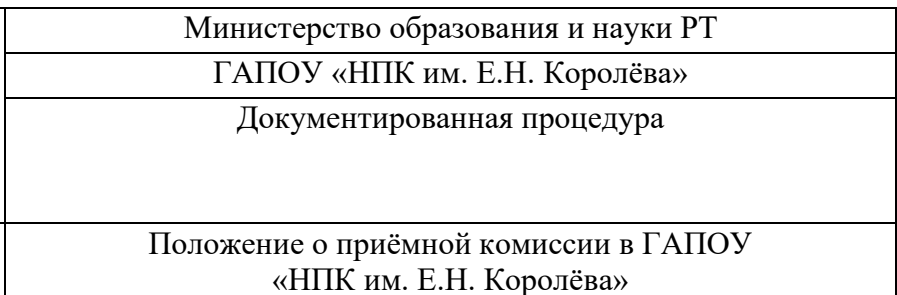 Министерство образования и науки РТ
ГАПОУ «НПК им. Е.Н. Королёва»
Документированная процедура
Положение о приёмной комиссии в ГАПОУ
«НПК им. Е.Н. Королёва»